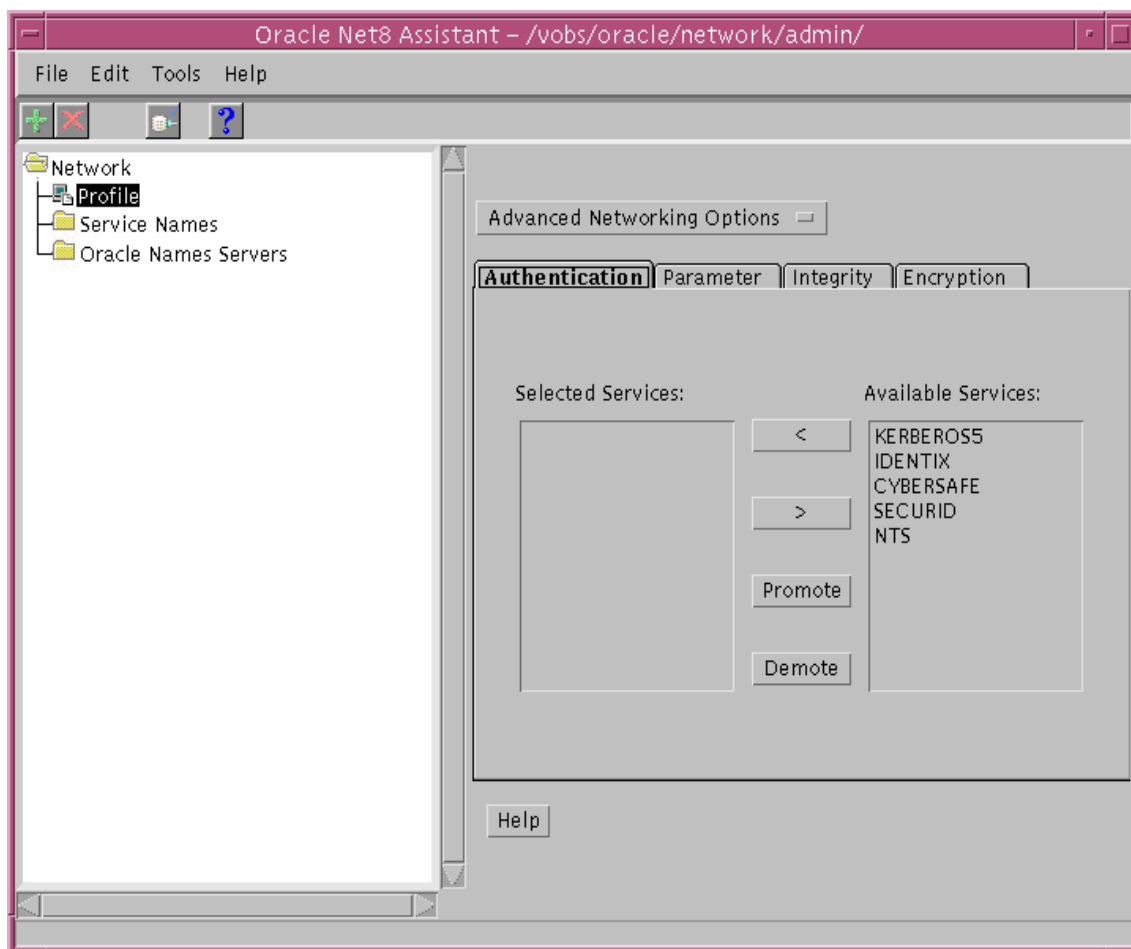 Oracle Net8 Assistant – /vobs/oracle/network/admin/
File Edit Tools Help
?
Network
Profile
Service Names
Oracle Names Servers
Advanced Networking Options
Authentication Parameter Integrity Encryption
Selected Services:
Available Services:
<
>
Promote
Demote
KERBEROS5
IDENTIX
CYBERSAFE
SECURID
NTS
Help